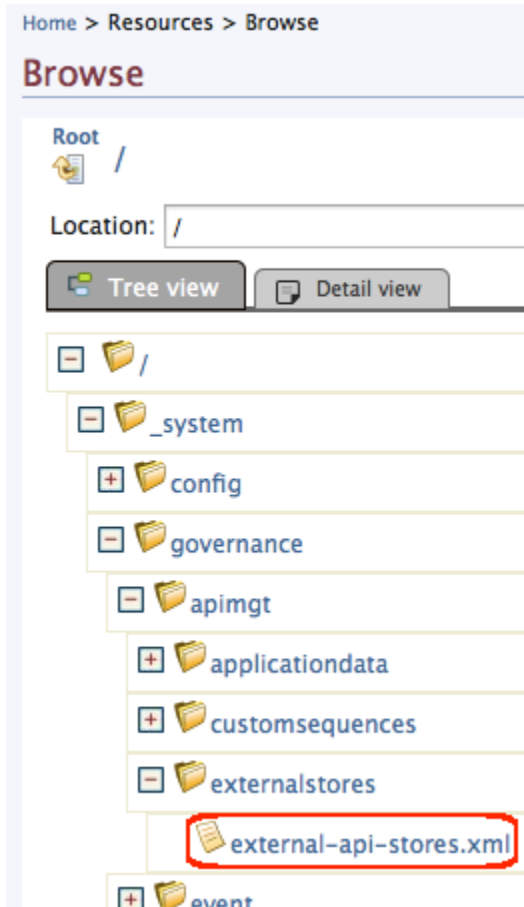 Home > Resources > Browse
Browse
Root
/
Location: /
Tree view Detail view
/
_system
config
governance
apimgt
applicationdata
customsequences
externalstores
external-api-stores.xml
event